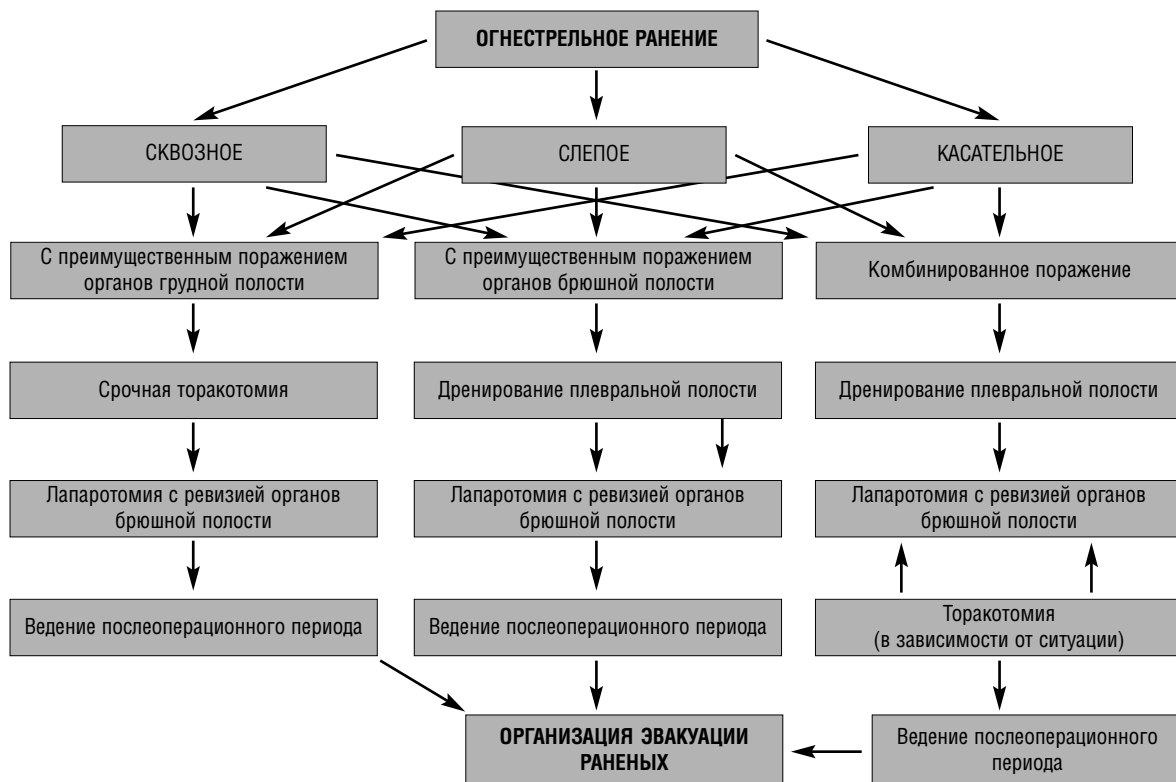 ОГНЕСТРЕЛЬНОЕ РАНЕНИЕ
СКВОЗНОЕ
СЛЕПОЕ
КАСАТЕЛЬНОЕ
С преимущественным поражением
органов грудной полости
С преимущественным поражением
органов брюшной полости
Комбинированное поражение
Срочная торакотомия
Дренирование плевральной полости
Дренирование плевральной полости
Лапаротомия с ревизией органов
брюшной полости
Лапаротомия с ревизией органов
брюшной полости
Лапаротомия с ревизией органов
брюшной полости
Ведение послеоперационного периода
Ведение послеоперационного периода
Торакотомия
(в зависимости от ситуации)
ОРГАНИЗАЦИЯ ЭВАКУАЦИИ
РАНЕНЫХ
Ведение послеоперационного
периода